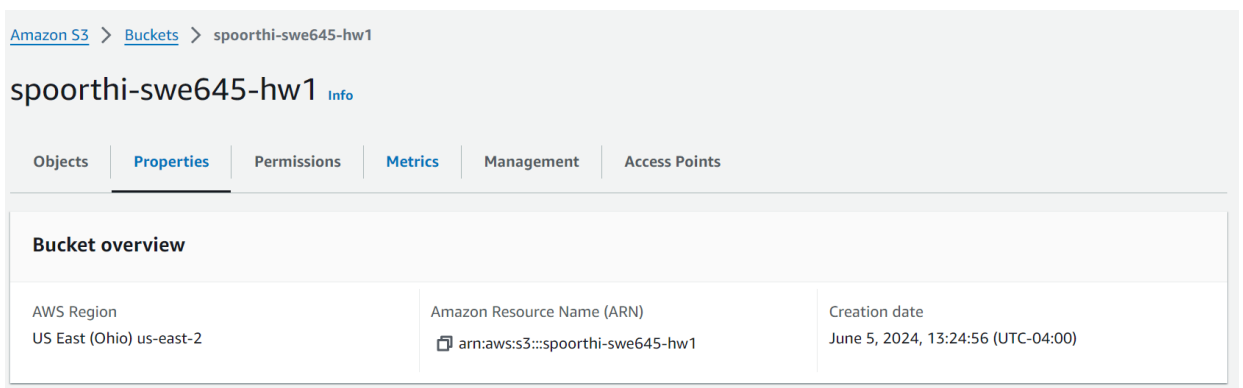 Amazon S3 > Buckets > spoorthi-swe645-hw1
spoorthi-swe645-hw1 Info
Objects Properties Permissions Metrics Management Access Points
Bucket overview
AWS Region Amazon Resource Name (ARN) Creation date
US East (Ohio) us-east-2 arn:aws:s3:::spoorthi-swe645-hw1 June 5, 2024, 13:24:56 (UTC-04:00)